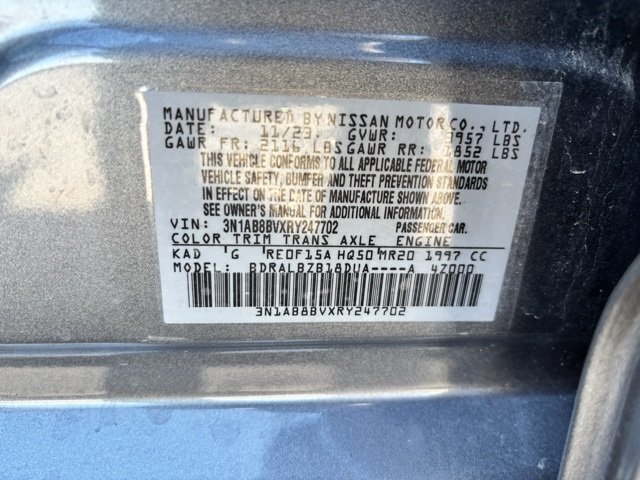 MANUFACTURED BY NISSAN MOTOR CO., LTD.
DATE: 11/23. GVWR: 3957 LBS
GAWR FR: 2116 LBS GAWR RR: 1852 LBS
THIS VEHICLE CONFORMS TO ALL APPLICABLE FEDERAL MOTOR
VEHICLE SAFETY, BUMPER AND THEFT PREVENTION STANDARDS
IN EFFECT ON THE DATE OF MANUFACTURE SHOWN ABOVE.
SEE OWNER'S MANUAL FOR ADDITIONAL INFORMATION.
VIN: 3N1AB8BVXRY247702 PASSENGER CAR.
COLOR TRIM TRANS AXLE ENGINE
KAD G RE0F15A HQ50 MR20 1997 CC
MODEL: BDRALBZB18DUA----A 4Z000
3N1AB8BVXRY247702